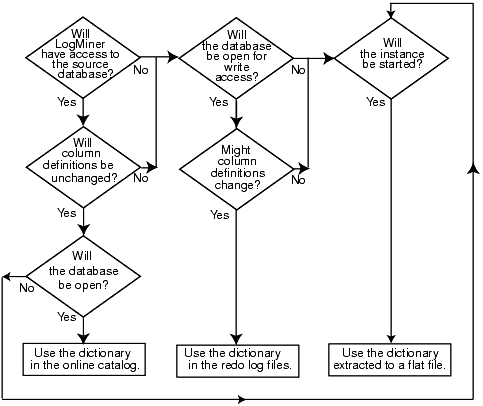 Will
LogMiner
have access to
the source
database?
No
Yes
Will
column
definitions be
unchanged?
No
Yes
Will
the database
be open?
No
Yes
Use the dictionary
in the online catalog.
Will
the database
be open for
write
access?
No
Yes
Might
column
definitions
change?
No
Yes
Use the dictionary
in the redo log files.
Will
the instance
be started?
Yes
Use the dictionary
extracted to a flat file.